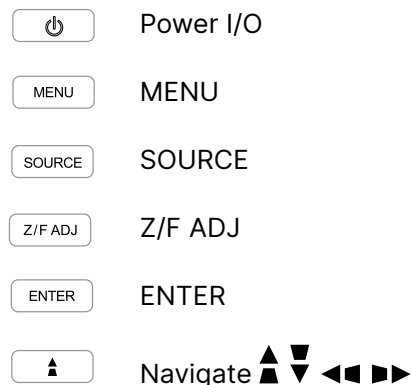 Power I/O
MENU MENU
SOURCE SOURCE
Z/F ADJ Z/F ADJ
ENTER ENTER
Navigate